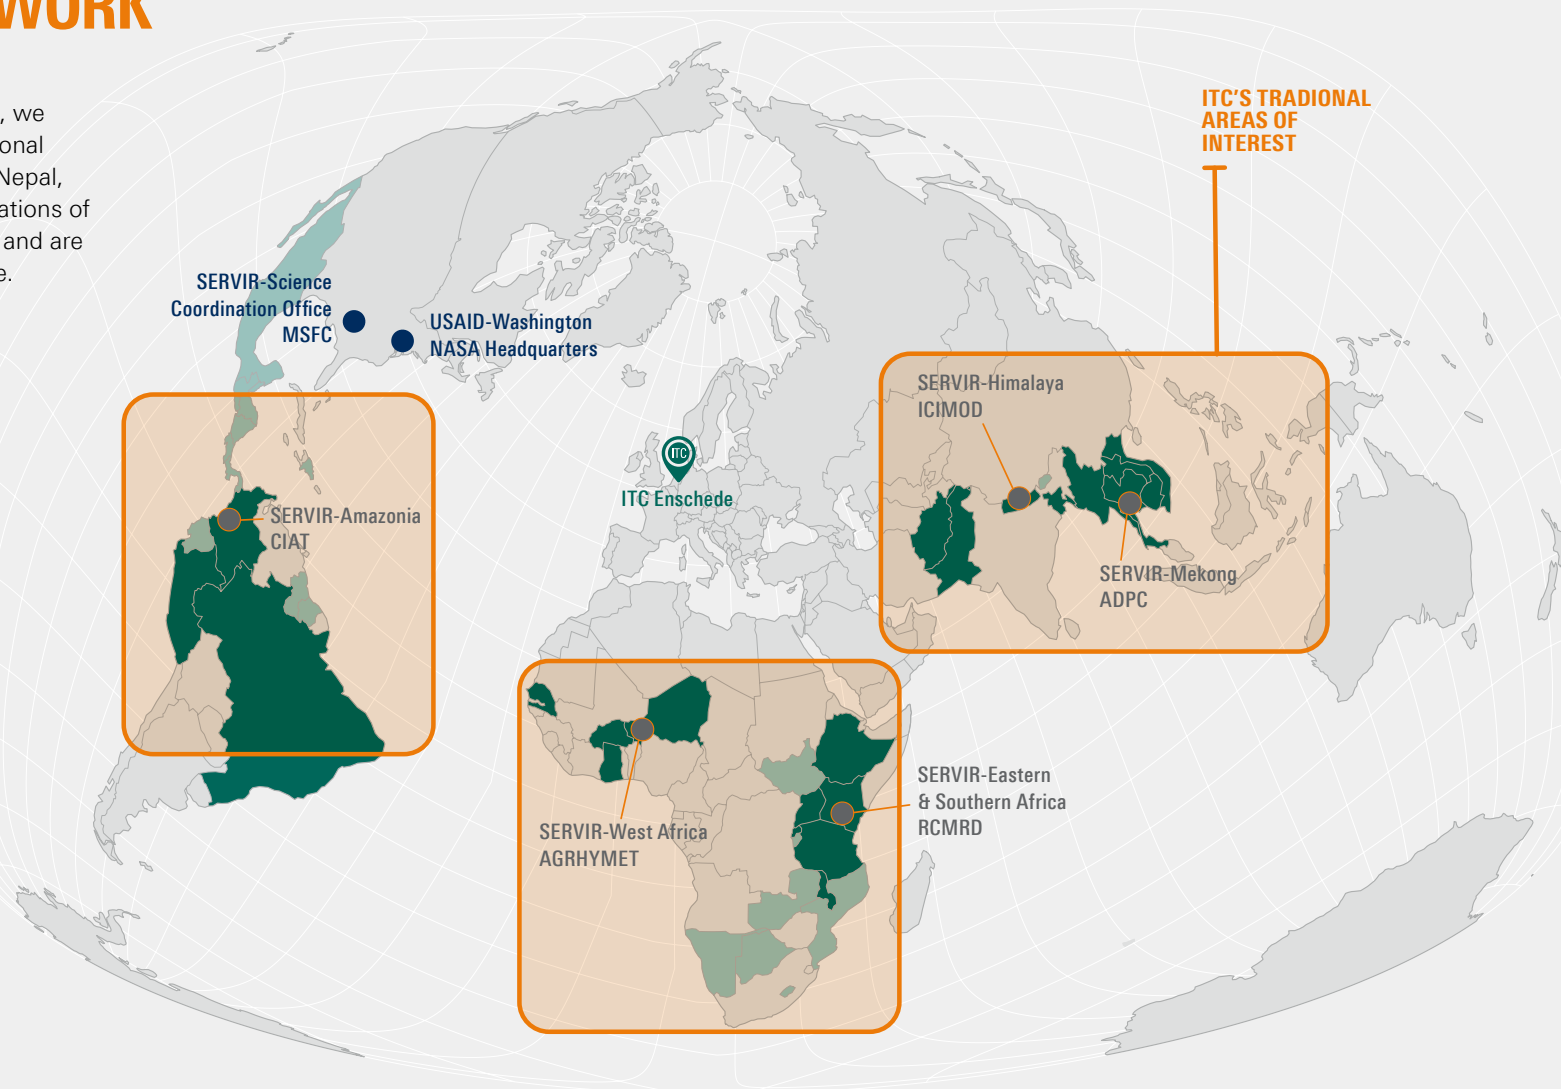 WORK
, we
onal
Nepal,
ations of
and are
e.
ITC'S TRADIONAL
AREAS OF
INTEREST
SERVIR-Science
Coordination Office
MSFC
USAID-Washington
NASA Headquarters
SERVIR-Himalaya
ICIMOD
ITC
ITC Enschede
SERVIR-Amazonia
CIAT
SERVIR-Mekong
ADPC
SERVIR-Eastern
& Southern Africa
RCMRD
SERVIR-West Africa
AGRHYMET